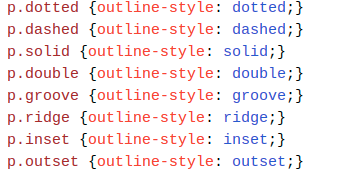 p.dotted {outline-style: dotted;}
p.dashed {outline-style: dashed;}
p.solid {outline-style: solid;}
p.double {outline-style: double;}
p.groove {outline-style: groove;}
p.ridge {outline-style: ridge;}
p.inset {outline-style: inset;}
p.outset {outline-style: outset;}